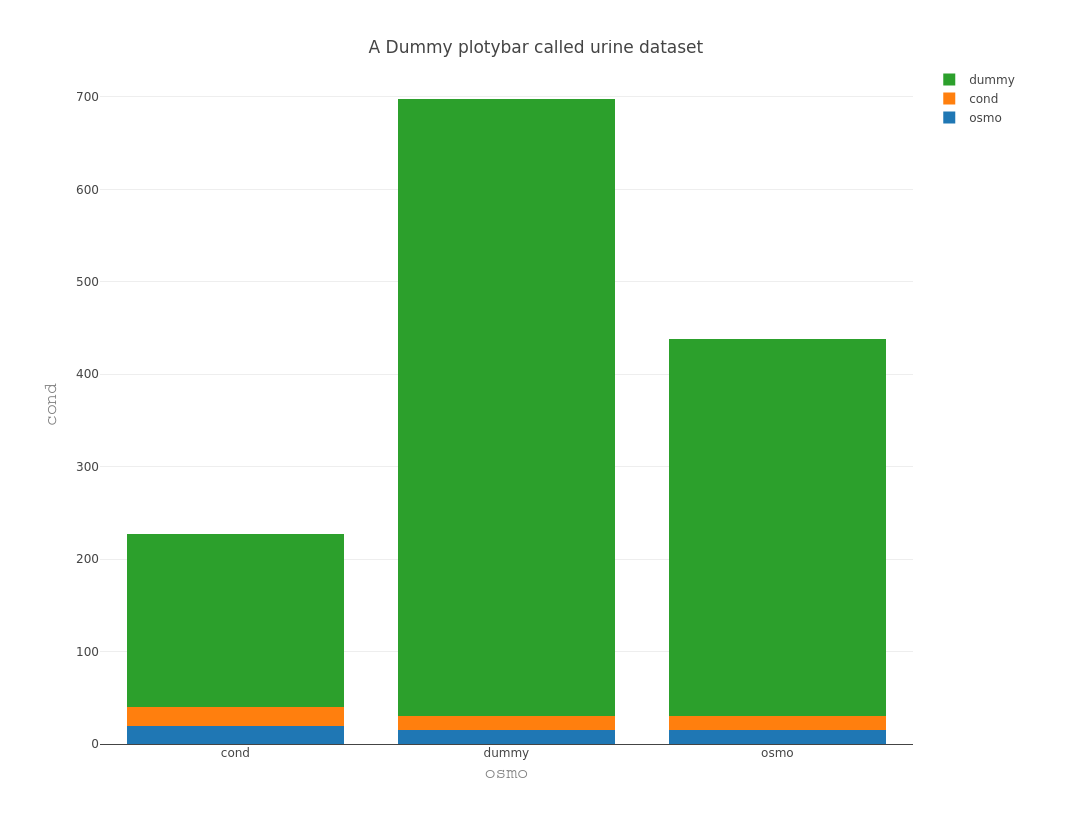 A Dummy plotybar called urine dataset
dummy
cond
osmo
700
600
500
400
300
200
100
0
cond
cond
dummy
osmo
osmo